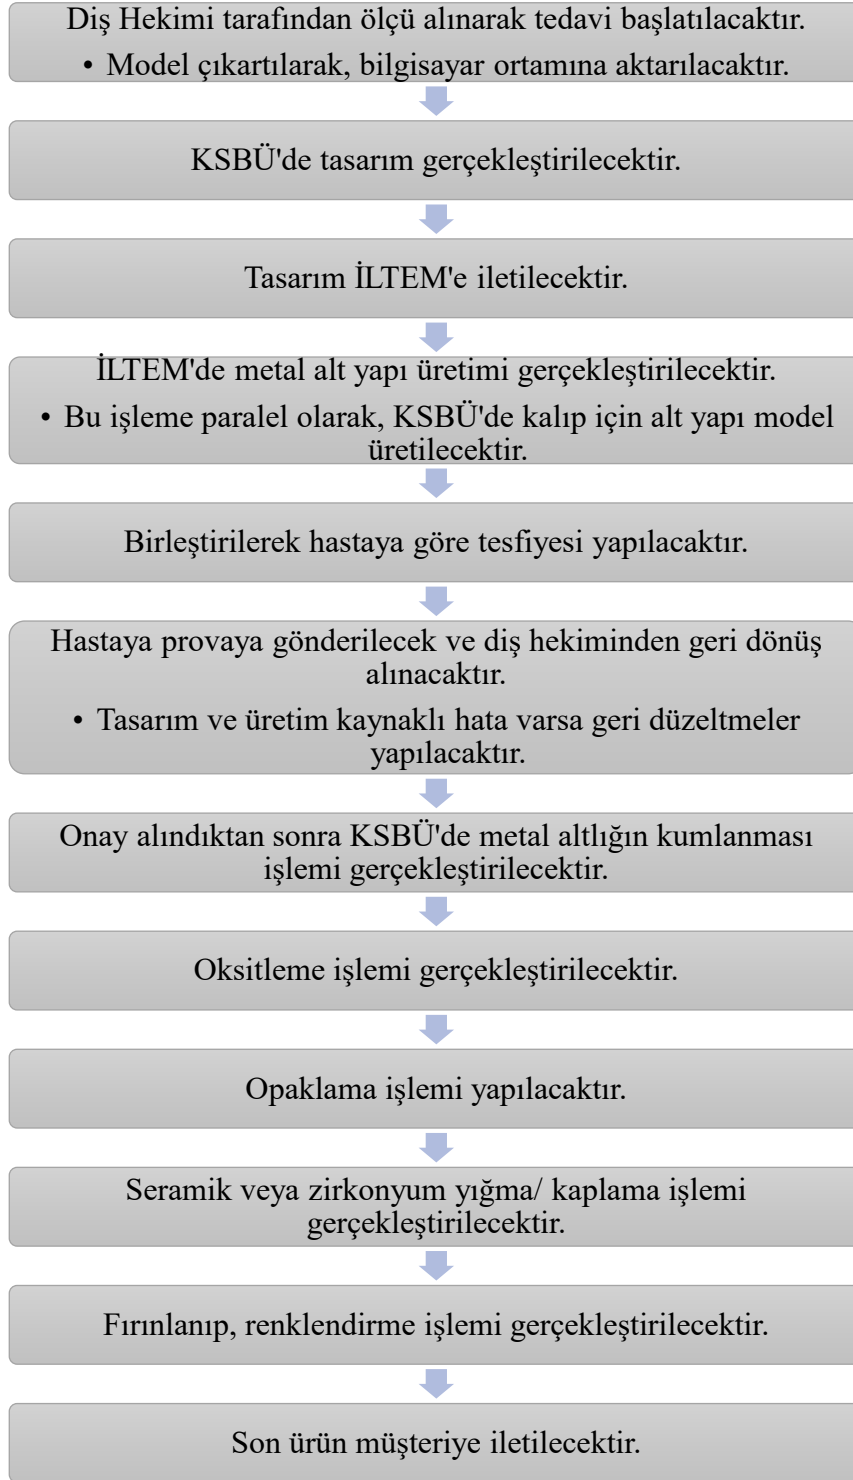 Diş Hekimi tarafından ölçü alınarak tedavi başlatılacaktır.
• Model çıkartılarak, bilgisayar ortamına aktarılacaktır.
KSBÜ'de tasarım gerçekleştirilecektir.
Tasarım İLTEM'e iletilecektir.
İLTEM'de metal alt yapı üretimi gerçekleştirilecektir.
• Bu işleme paralel olarak, KSBÜ'de kalıp için alt yapı model
üretilecektir.
Birleştirilerek hastaya göre tesfiyesi yapılacaktır.
Hastaya provaya gönderilecek ve diş hekiminden geri dönüş
alınacaktır.
• Tasarım ve üretim kaynaklı hata varsa geri düzeltmeler
yapılacaktır.
Onay alındıktan sonra KSBÜ'de metal altlığın kumlanması
işlemi gerçekleştirilecektir.
Oksitleme işlemi gerçekleştirilecektir.
Opaklama işlemi yapılacaktır.
Seramik veya zirkonyum yığma/ kaplama işlemi
gerçekleştirilecektir.
Fırınlanıp, renklendirme işlemi gerçekleştirilecektir.
Son ürün müşteriye iletilecektir.